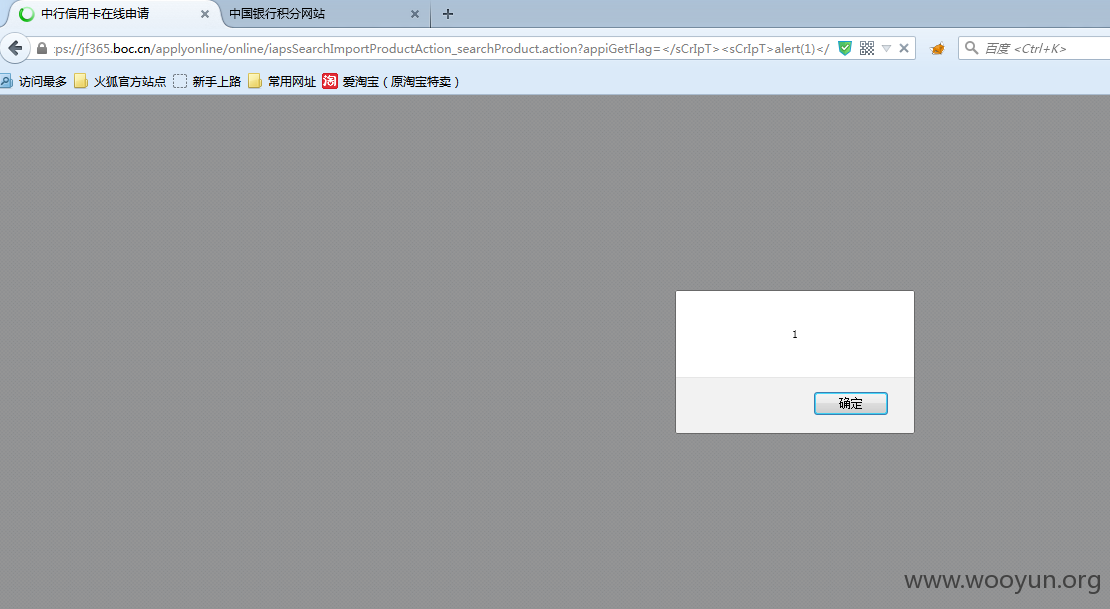 中行信用卡在线申请
中国银行积分网站
ps://jf365.boc.cn/applyonline/online/iapsSearchImportProductAction_searchProduct.action?appiGetFlag=</sCrIpT><sCrIpT>alert(1)</
百度 <Ctrl+K>
访问最多 火狐官方站点 新手上路 常用网址 淘 爱淘宝（原淘宝特卖）
1
确定
www.wooyun.org